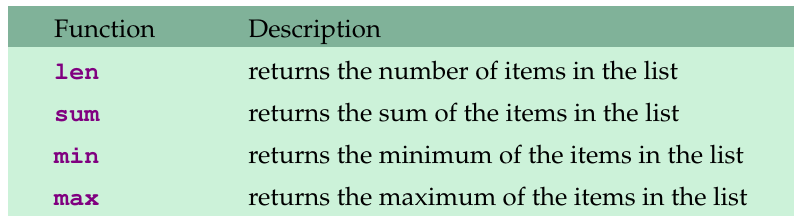 Function Description
len returns the number of items in the list
sum returns the sum of the items in the list
min returns the minimum of the items in the list
max returns the maximum of the items in the list